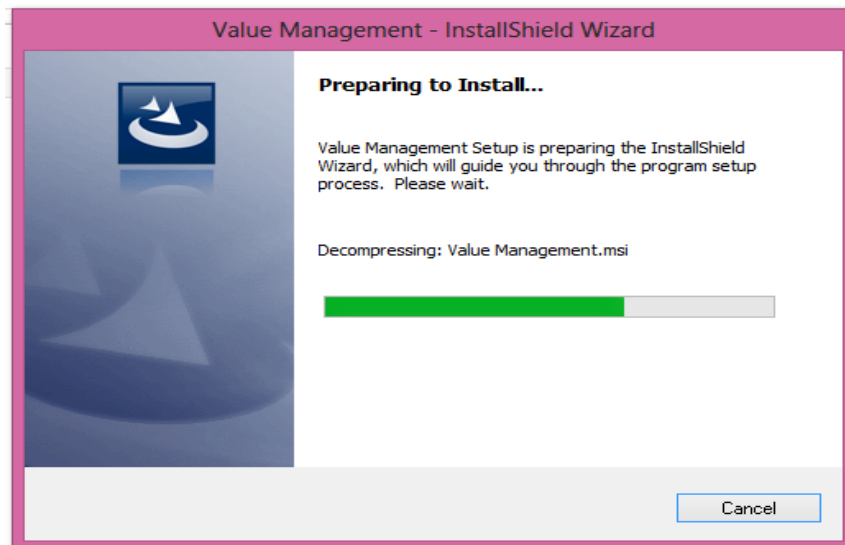 Value Management - InstallShield Wizard
Preparing to Install...
Value Management Setup is preparing the InstallShield
Wizard, which will guide you through the program setup
process.  Please wait.
Decompressing: Value Management.msi
Cancel